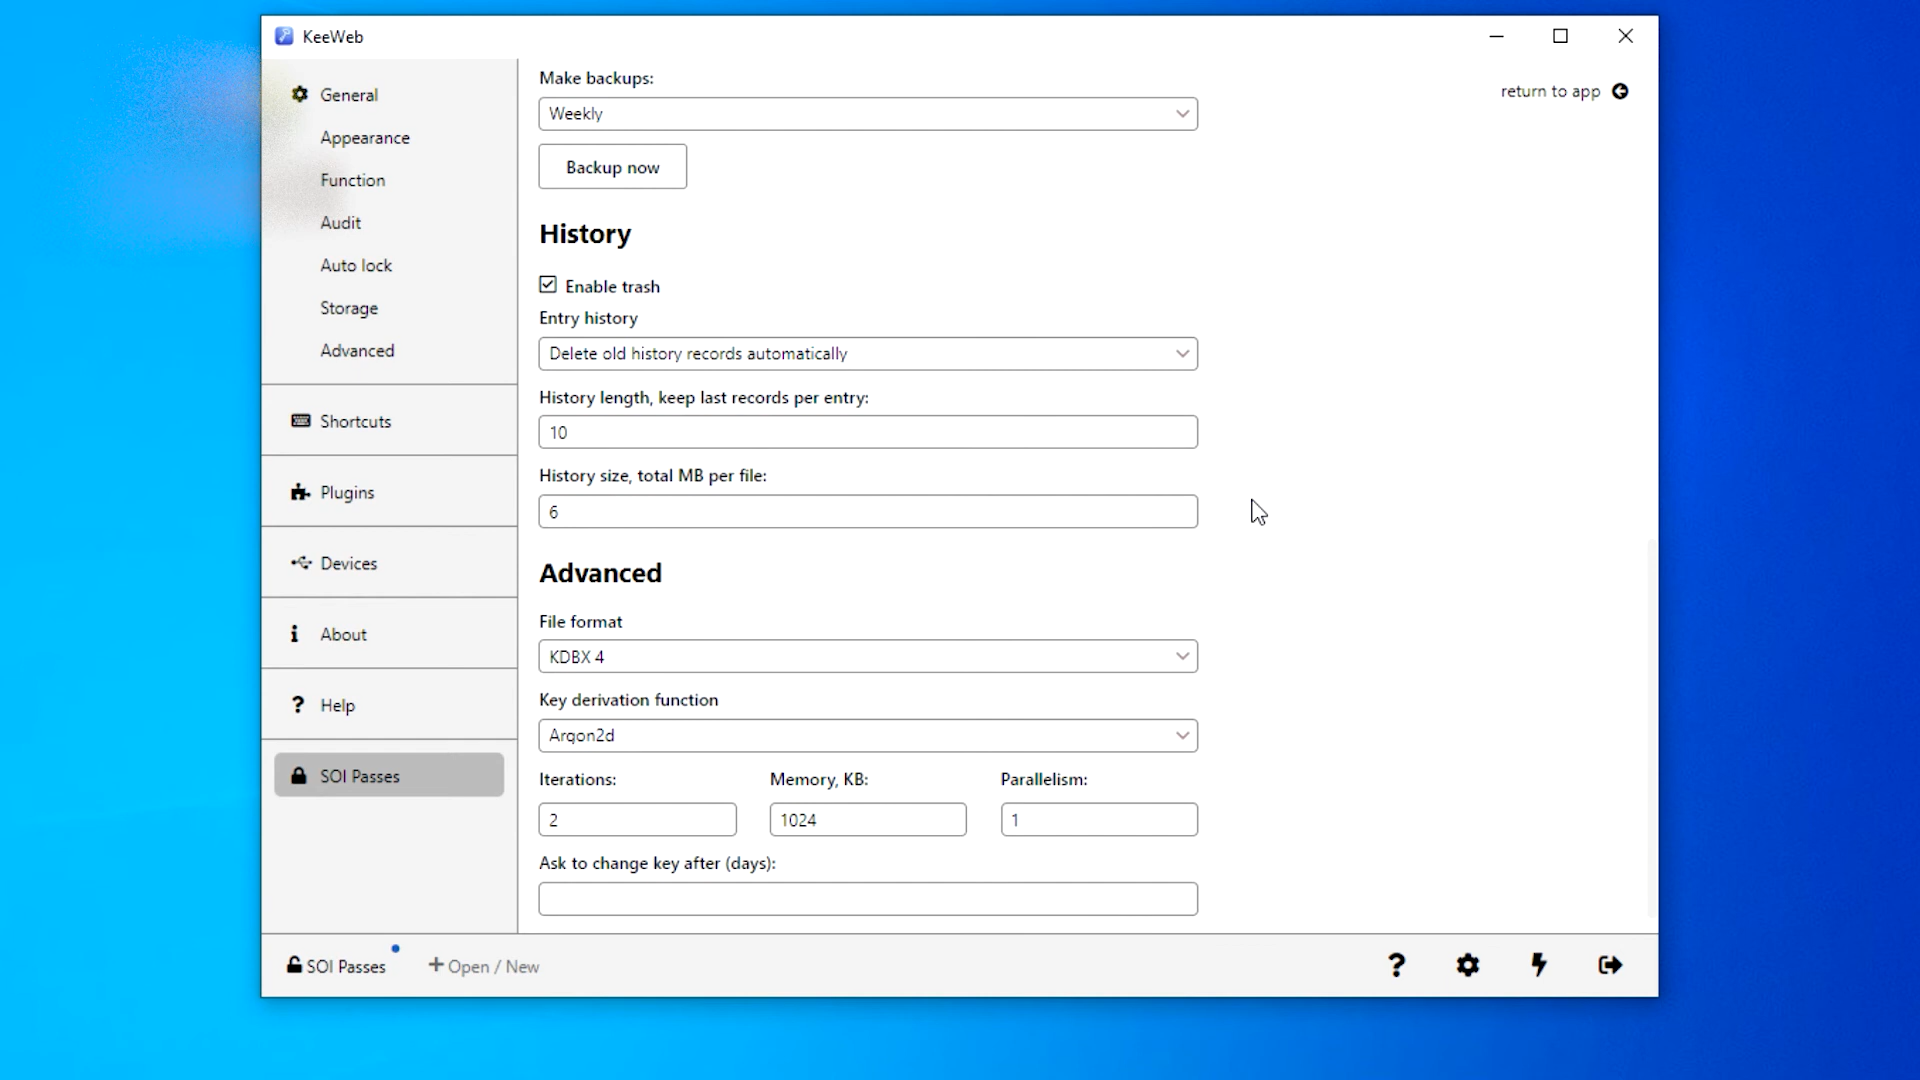 KeeWeb
General
Appearance
Function
Audit
Auto lock
Storage
Advanced
Shortcuts
Plugins
Devices
About
Help
SOI Passes
return to app
Make backups:
Weekly
Backup now
History
Enable trash
Entry history
Delete old history records automatically
History length, keep last records per entry:
10
History size, total MB per file:
6
Advanced
File format
KDBX 4
Key derivation function
Argon2d
Iterations: Memory, KB: Parallelism:
2 1024 1
Ask to change key after (days):
SOI Passes + Open / New